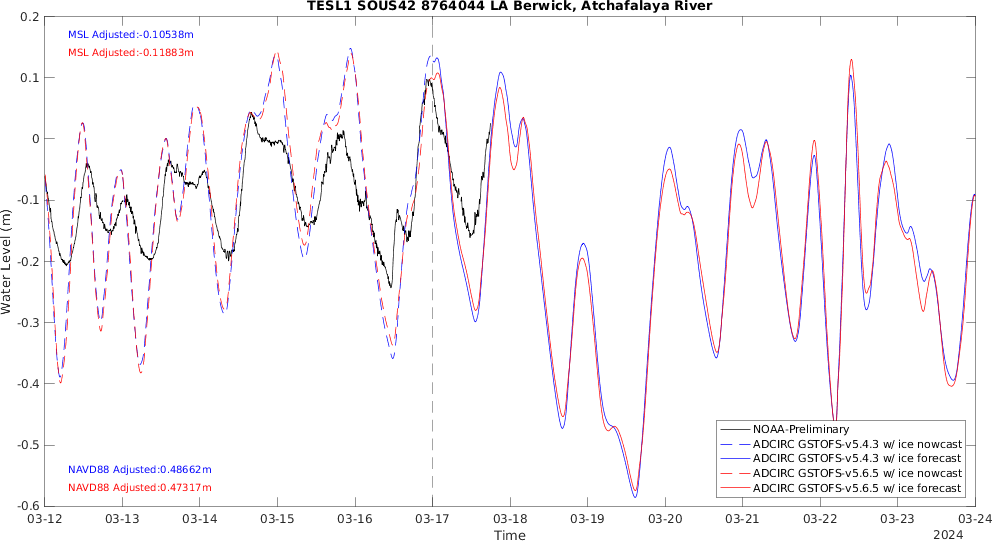 TESL1 SOUS42 8764044 LA Berwick, Atchafalaya River
MSL Adjusted:-0.10538m
MSL Adjusted:-0.11883m
Water Level (m)
0.2
0.1
0
-0.1
-0.2
-0.3
-0.4
-0.5
-0.6
NAVD88 Adjusted:0.48662m
NAVD88 Adjusted:0.47317m
NOAA-Preliminary
ADCIRC GSTOFS-v5.4.3 w/ ice nowcast
ADCIRC GSTOFS-v5.4.3 w/ ice forecast
ADCIRC GSTOFS-v5.6.5 w/ ice nowcast
ADCIRC GSTOFS-v5.6.5 w/ ice forecast
03-12 03-13 03-14 03-15 03-16 03-17 03-18 03-19 03-20 03-21 03-22 03-23 03-24
Time
2024